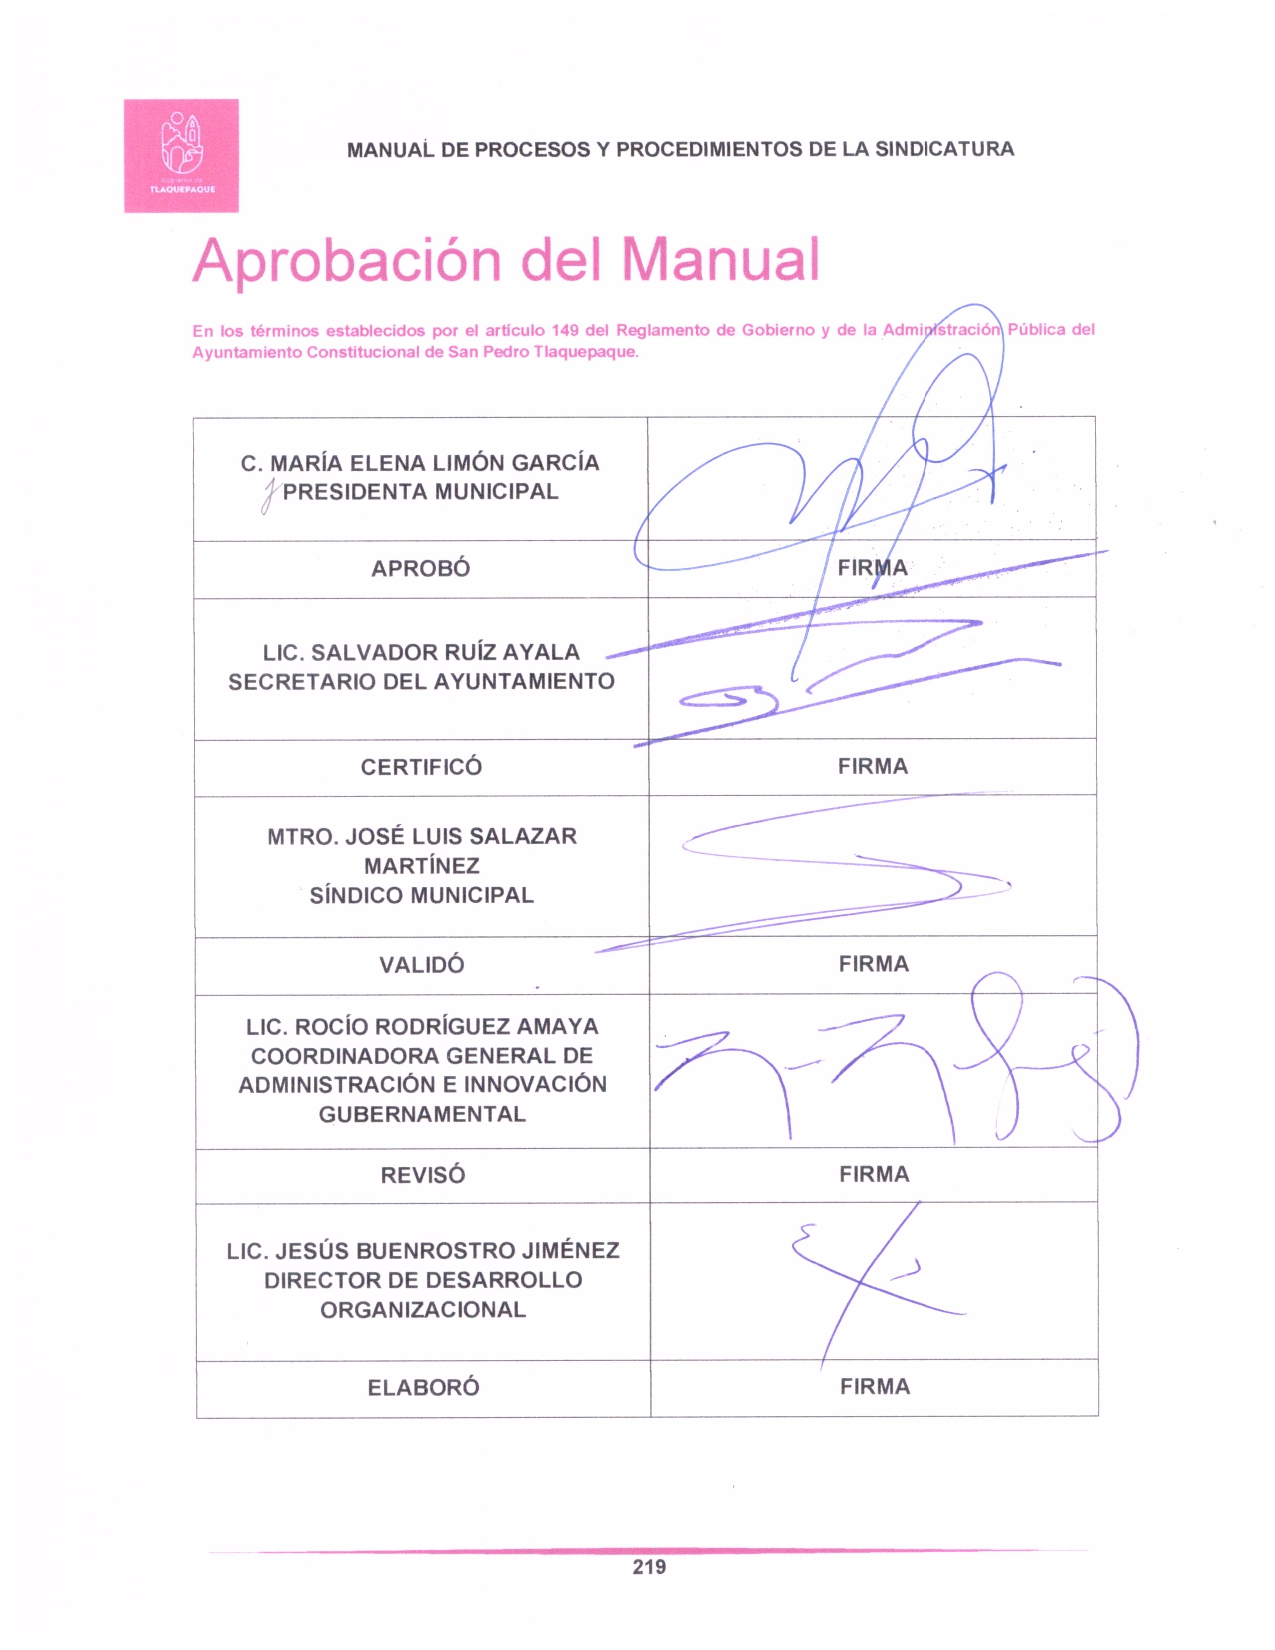 MANUAL DE PROCESOS Y PROCEDIMIENTOS DE LA SINDICATURA
Gobierno de
TLAQUEPAQUE
Aprobación del Manual
En los términos establecidos por el artículo 149 del Reglamento de Gobierno y de la Administración Pública del
Ayuntamiento Constitucional de San Pedro Tlaquepaque.
C. MARÍA ELENA LIMÓN GARCÍA
PRESIDENTA MUNICIPAL
APROBÓ FIRMA
LIC. SALVADOR RUÍZ AYALA
SECRETARIO DEL AYUNTAMIENTO
CERTIFICÓ FIRMA
MTRO. JOSÉ LUIS SALAZAR
MARTÍNEZ
SÍNDICO MUNICIPAL
VALIDÓ FIRMA
LIC. ROCÍO RODRÍGUEZ AMAYA
COORDINADORA GENERAL DE
ADMINISTRACIÓN E INNOVACIÓN
GUBERNAMENTAL
REVISÓ FIRMA
LIC. JESÚS BUENROSTRO JIMÉNEZ
DIRECTOR DE DESARROLLO
ORGANIZACIONAL
ELABORÓ FIRMA
219